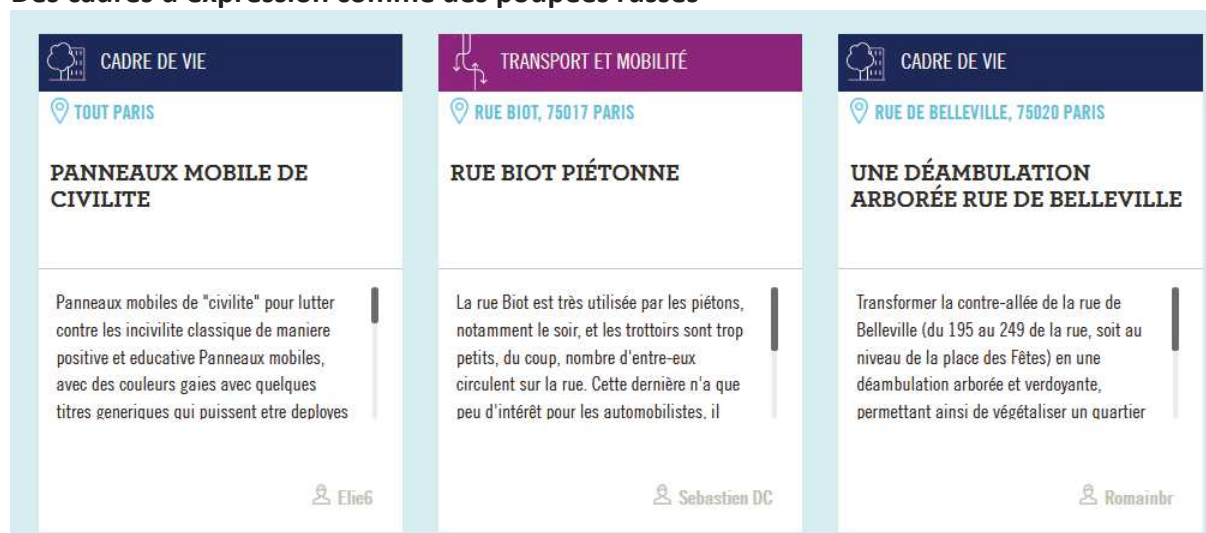 Des cadres d'expression comme des poupées russes
CADRE DE VIE
TOUT PARIS
PANNEAUX MOBILE DE
CIVILITE
Panneaux mobiles de "civilite" pour lutter
contre les incivilite classique de maniere
positive et educative Panneaux mobiles,
avec des couleurs gaies avec quelques
titres generiques qui puissent etre deployes
Elie6
TRANSPORT ET MOBILITÉ
RUE BIOT, 75017 PARIS
RUE BIOT PIÉTONNE
La rue Biot est très utilisée par les piétons,
notamment le soir, et les trottoirs sont trop
petits, du coup, nombre d'entre-eux
circulent sur la rue. Cette dernière n'a que
peu d'intérêt pour les automobilistes, il
Sebastien DC
CADRE DE VIE
RUE DE BELLEVILLE, 75020 PARIS
UNE DÉAMBULATION
ARBORÉE RUE DE BELLEVILLE
Transformer la contre-allée de la rue de
Belleville (du 195 au 249 de la rue, soit au
niveau de la place des Fêtes) en une
déambulation arborée et verdoyante,
permettant ainsi de végétaliser un quartier
Romainbr